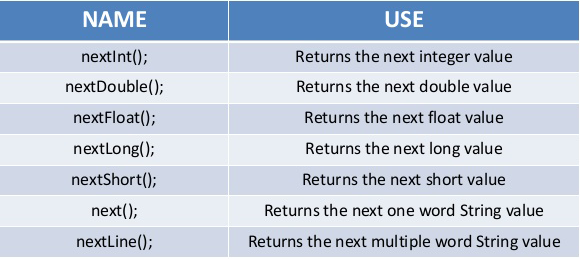 NAME USE
nextInt(); Returns the next integer value
nextDouble(); Returns the next double value
nextFloat(); Returns the next float value
nextLong(); Returns the next long value
nextShort(); Returns the next short value
next(); Returns the next one word String value
nextLine(); Returns the next multiple word String value